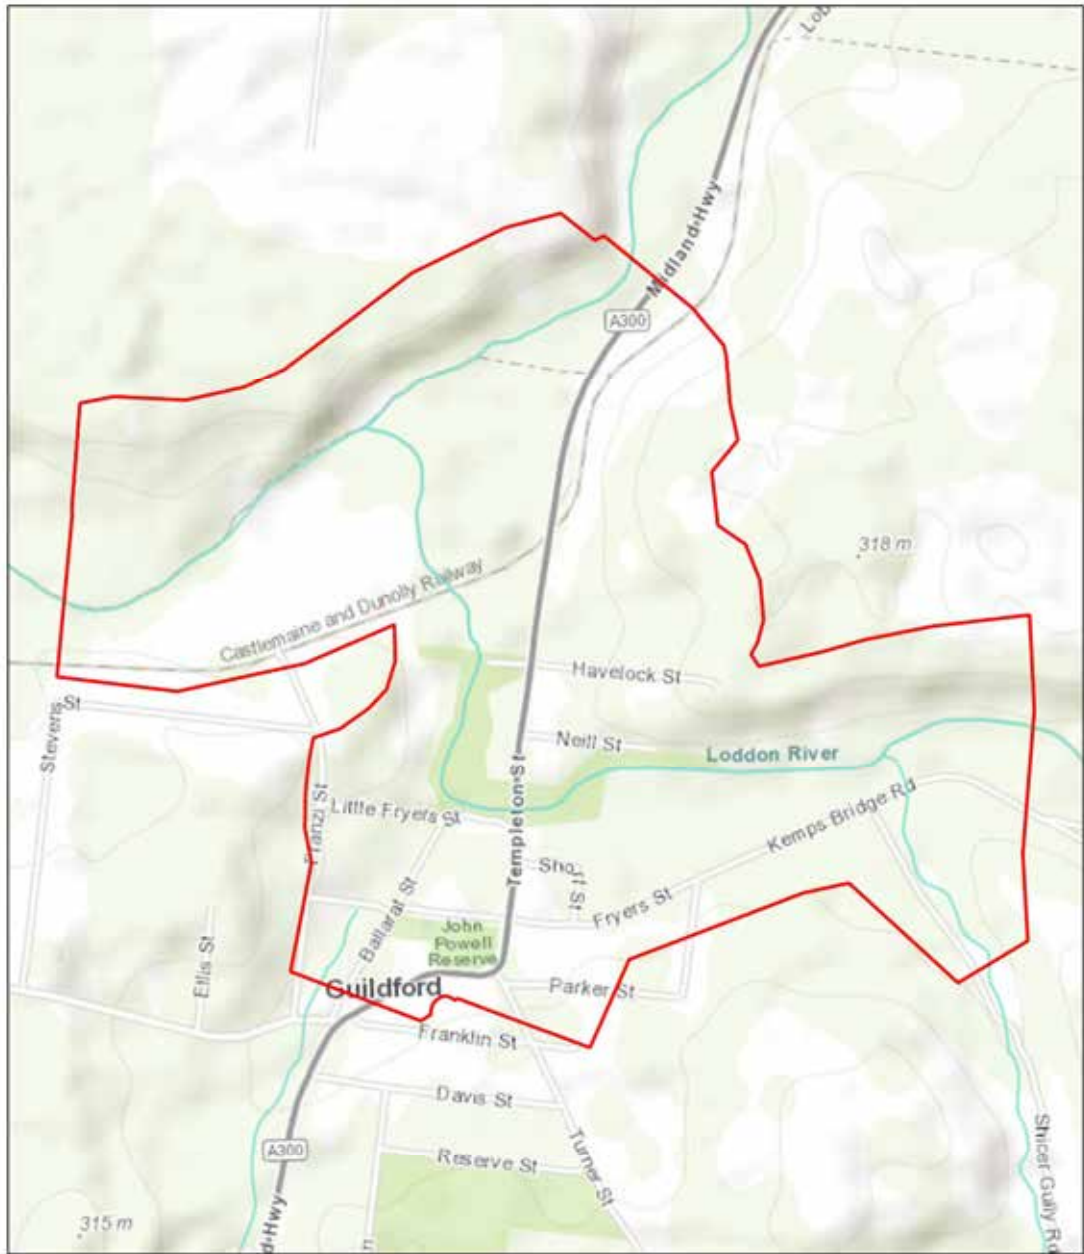 Midland Hwy
A300
318 m
Castlemaine and Dunolly Railway
Havelock St
Stevens St
Neill St
Loddon River
Little Fryers St
Franzi St
Templeton St
Kemps Bridge Rd
Short St
Ballarat St
Fryers St
John
Powell
Reserve
Ellis St
Guildford
Parker St
Franklin St
Davis St
A300
Reserve St
Turner St
Shicer Gully Rd
315 m
d-Hwy